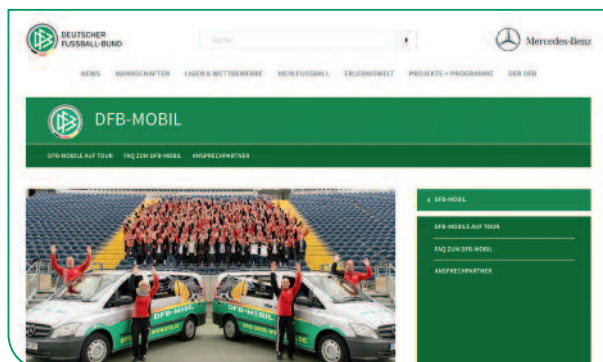 DEUTSCHER
FUSSBALL-BUND
Suche
Mercedes-Benz
NEWS MANNSCHAFTEN LIGEN & WETTBEWERBE MEIN FUSSBALL ERLEBNISWELT PROJEKTE + PROGRAMME DER DFB
DFB-MOBIL
DFB-MOBILE AUF TOUR FAQ ZUM DFB-MOBIL ANSPRECHPARTNER
DFB-MOBIL
DFB-MOBILE AUF TOUR
FAQ ZUM DFB-MOBIL
ANSPRECHPARTNER
DFB-MOBIL
DFB-MOBIL